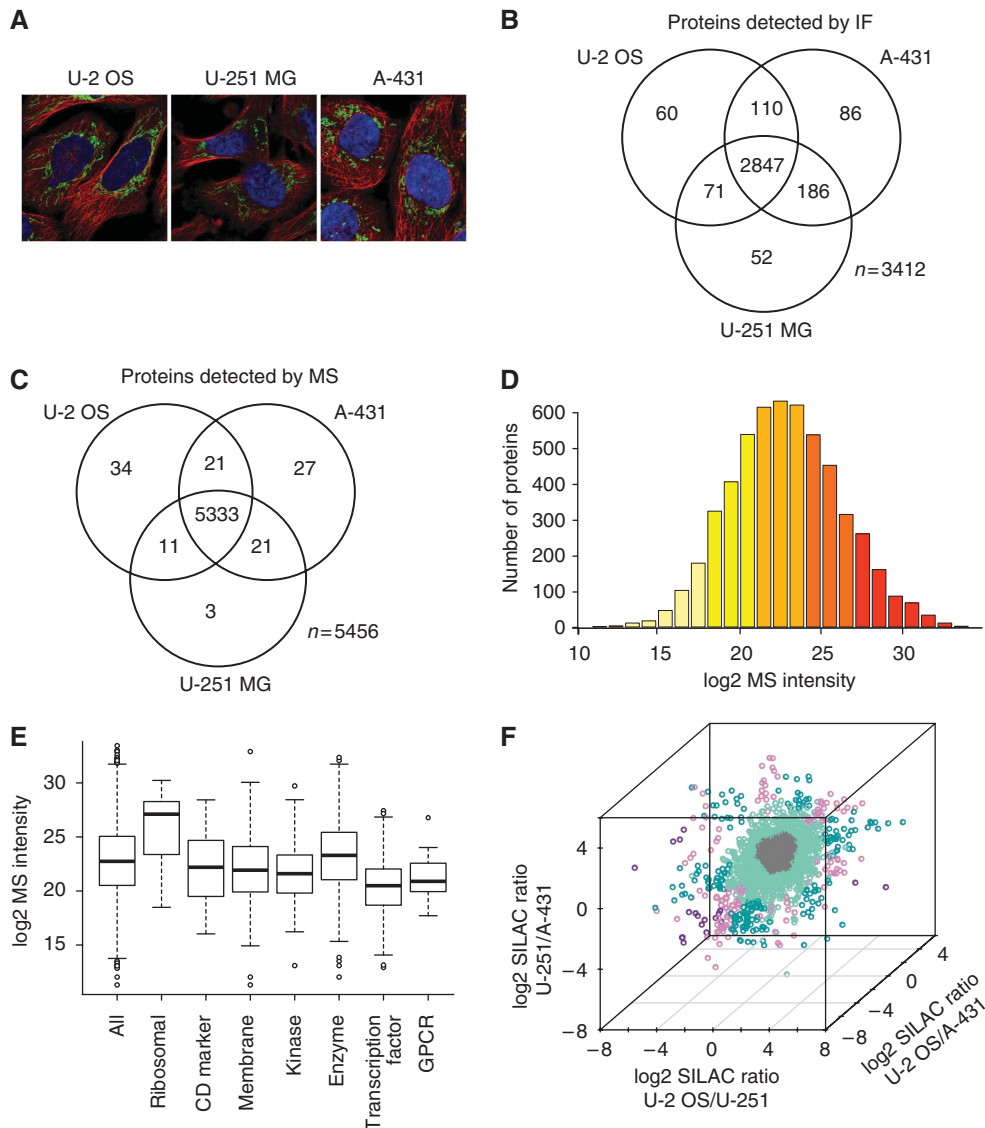 A
U-2 OS
U-251 MG
A-431
B
Proteins detected by IF
U-2 OS
A-431
60
110
86
2847
71
186
52
n=3412
U-251 MG
C
Proteins detected by MS
U-2 OS
A-431
34
21
27
5333
11
21
3
n=5456
U-251 MG
D
Number of proteins
600
500
400
300
200
100
0
10
15
20
25
30
log2 MS intensity
E
log2 MS intensity
30
25
20
15
All
Ribosomal
CD marker
Membrane
Kinase
Enzyme
Transcription
factor
GPCR
F
log2 SILAC ratio
U-251/A-431
4
0
−4
−8
−8
−4
0
4
8
log2 SILAC ratio
U-2 OS/U-251
−8
−4
0
4
log2 SILAC ratio
U-2 OS/A-431